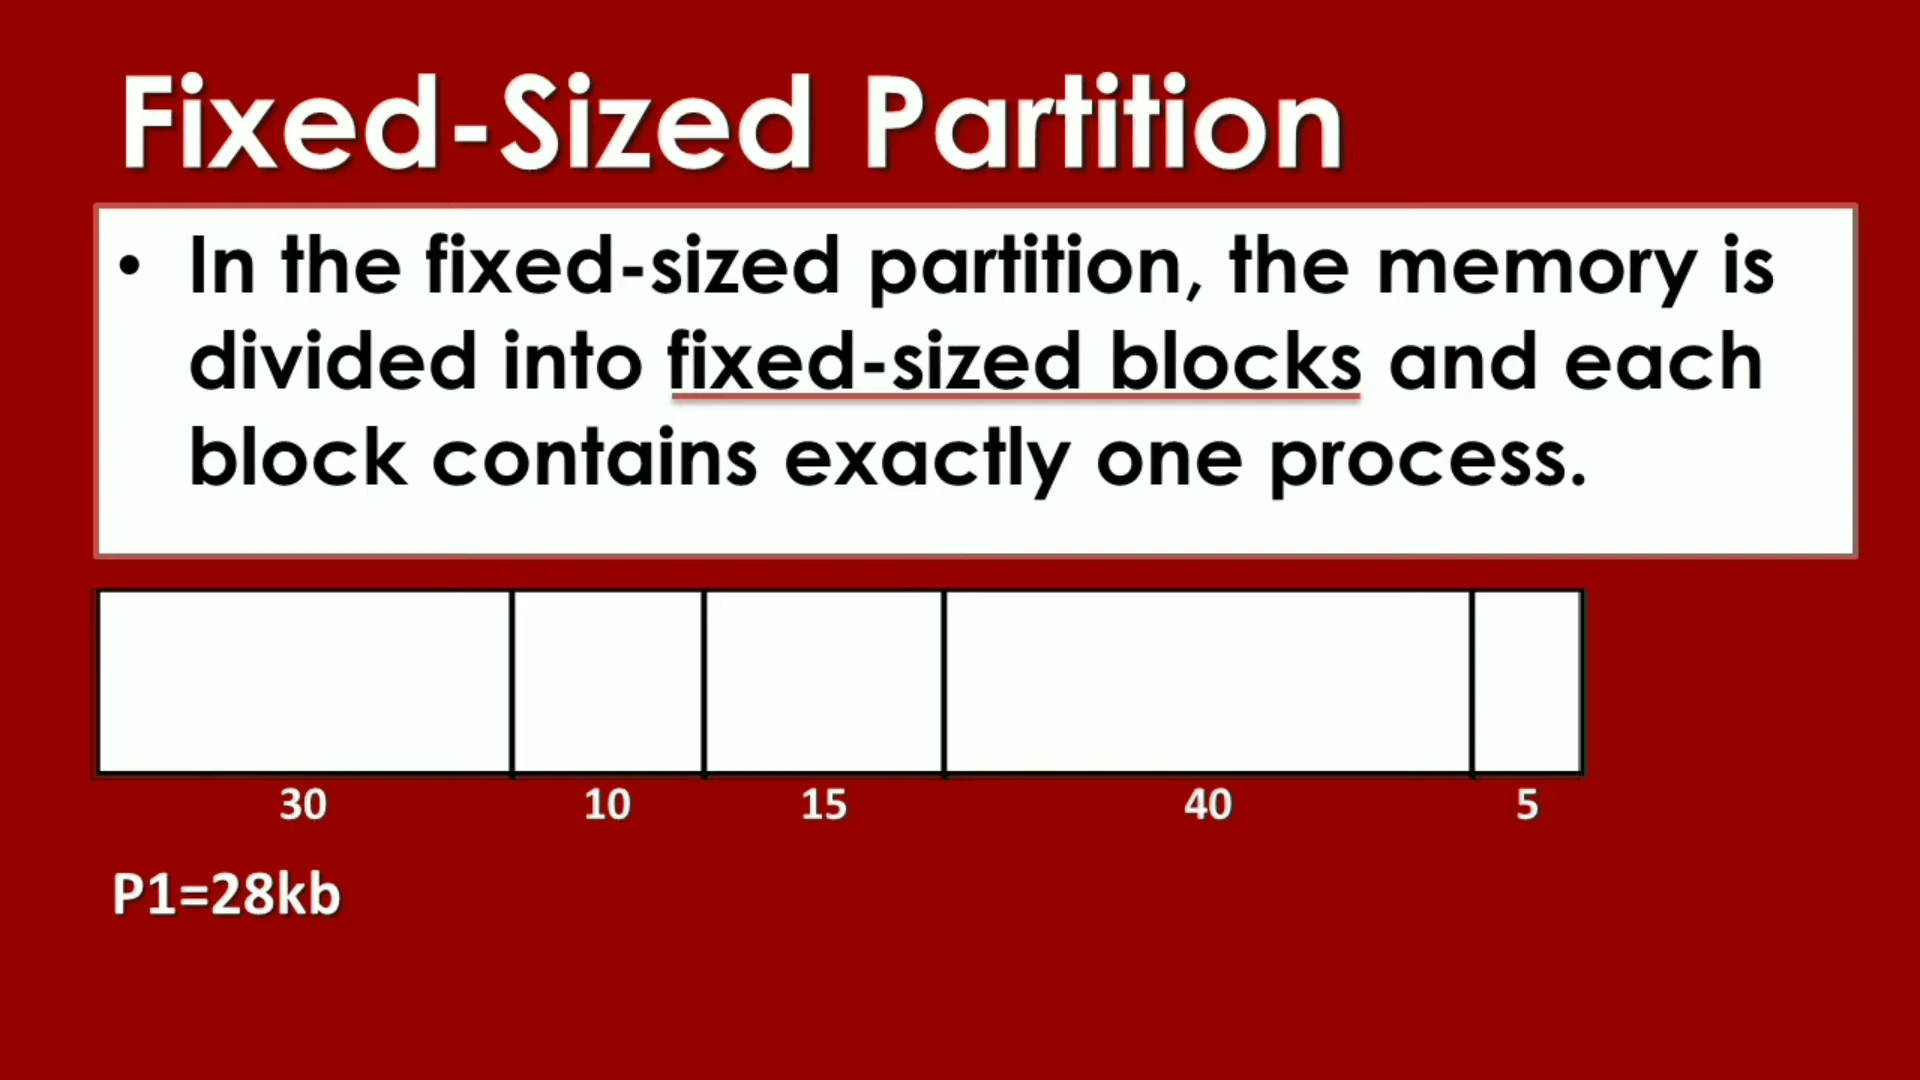 Fixed-Sized Partition
• In the fixed-sized partition, the memory is
divided into fixed-sized blocks and each
block contains exactly one process.
30 10 15 40 5
P1=28kb